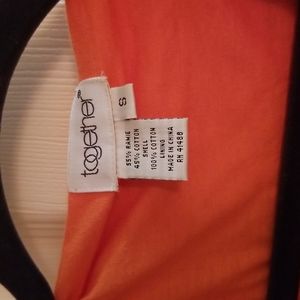 together®
S
55% RAMIE
45% COTTON
SHELL
100% COTTON
LINING
MADE IN CHINA
RN 41488